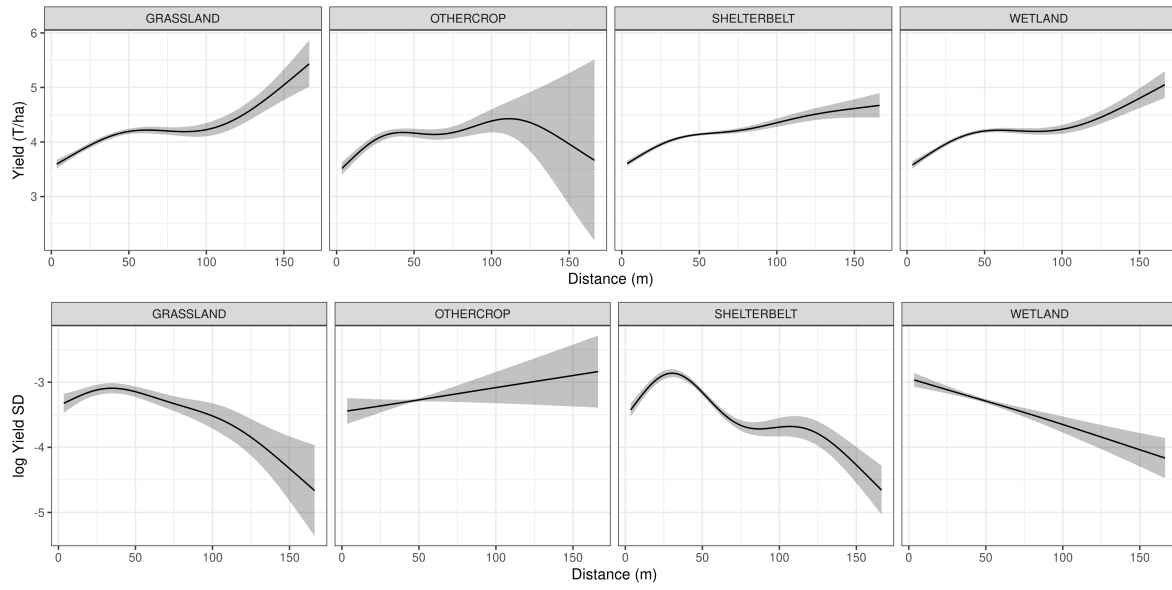 GRASSLAND OTHERCROP SHELTERBELT WETLAND
6
5
4
3
Yield (T/ha)
0 50 100 150 0 50 100 150 0 50 100 150 0 50 100 150
Distance (m)
GRASSLAND OTHERCROP SHELTERBELT WETLAND
-3
-4
-5
log Yield SD
0 50 100 150 0 50 100 150 0 50 100 150 0 50 100 150
Distance (m)